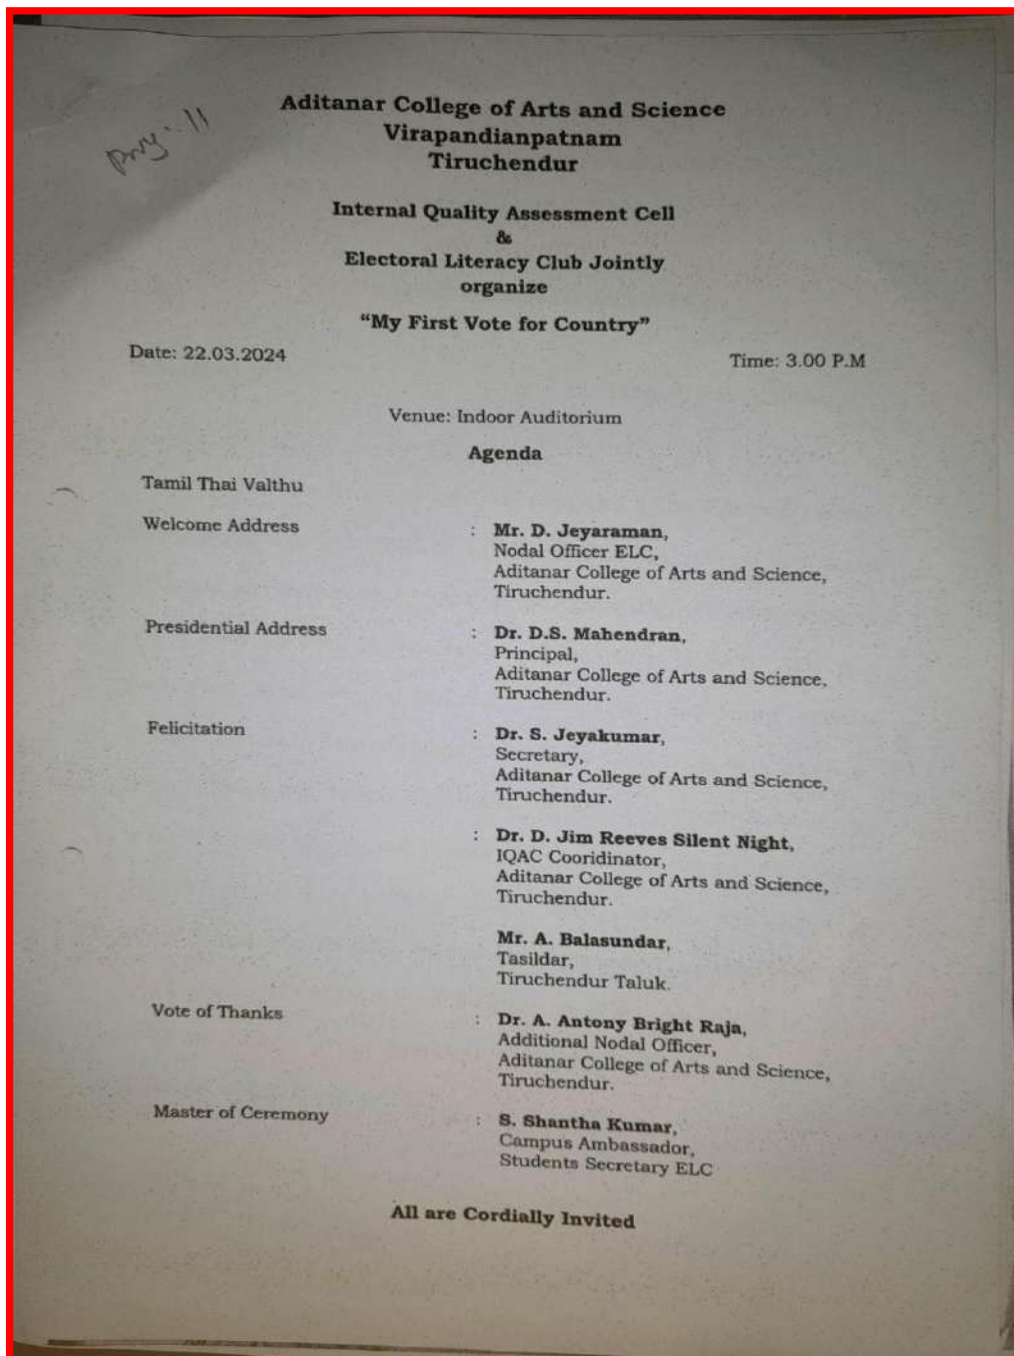 Aditanar College of Arts and Science
Virapandianpatnam
Tiruchendur
Internal Quality Assessment Cell
&
Electoral Literacy Club Jointly
organize
“My First Vote for Country”
Date: 22.03.2024
Time: 3.00 P.M
Venue: Indoor Auditorium
Agenda
Tamil Thai Valthu
Welcome Address : Mr. D. Jeyaraman,
Nodal Officer ELC,
Aditanar College of Arts and Science,
Tiruchendur.
Presidential Address : Dr. D.S. Mahendran,
Principal,
Aditanar College of Arts and Science,
Tiruchendur.
Felicitation : Dr. S. Jeyakumar,
Secretary,
Aditanar College of Arts and Science,
Tiruchendur.
: Dr. D. Jim Reeves Silent Night,
IQAC Cooridinator,
Aditanar College of Arts and Science,
Tiruchendur.
Mr. A. Balasundar,
Tasildar,
Tiruchendur Taluk.
Vote of Thanks : Dr. A. Antony Bright Raja,
Additional Nodal Officer,
Aditanar College of Arts and Science,
Tiruchendur.
Master of Ceremony : S. Shantha Kumar,
Campus Ambassador,
Students Secretary ELC
All are Cordially Invited